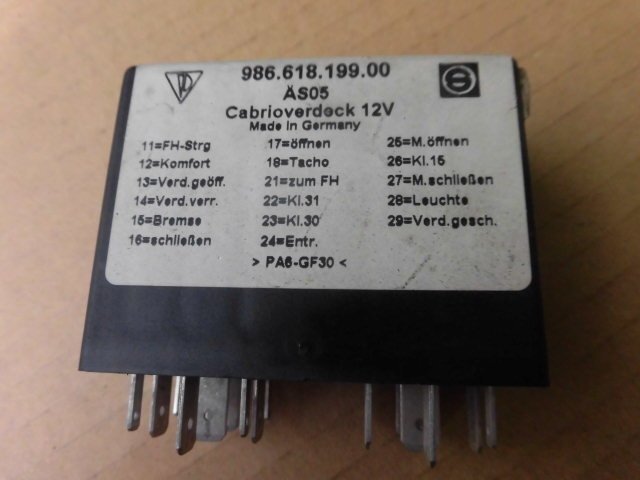 986.618.199.00
ÄS05
Cabrioverdeck 12V
Made in Germany
11=FH-Strg
12=Komfort
13=Verd.geöff.
14=Verd.verr.
15=Bremse
16=schließen
17=öffnen
18=Tacho
21=zum FH
22=Kl.31
23=Kl.30
24=Entr.
25=M.öffnen
26=Kl.15
27=M.schließen
28=Leuchte
29=Verd.gesch.
> PA6-GF30 <